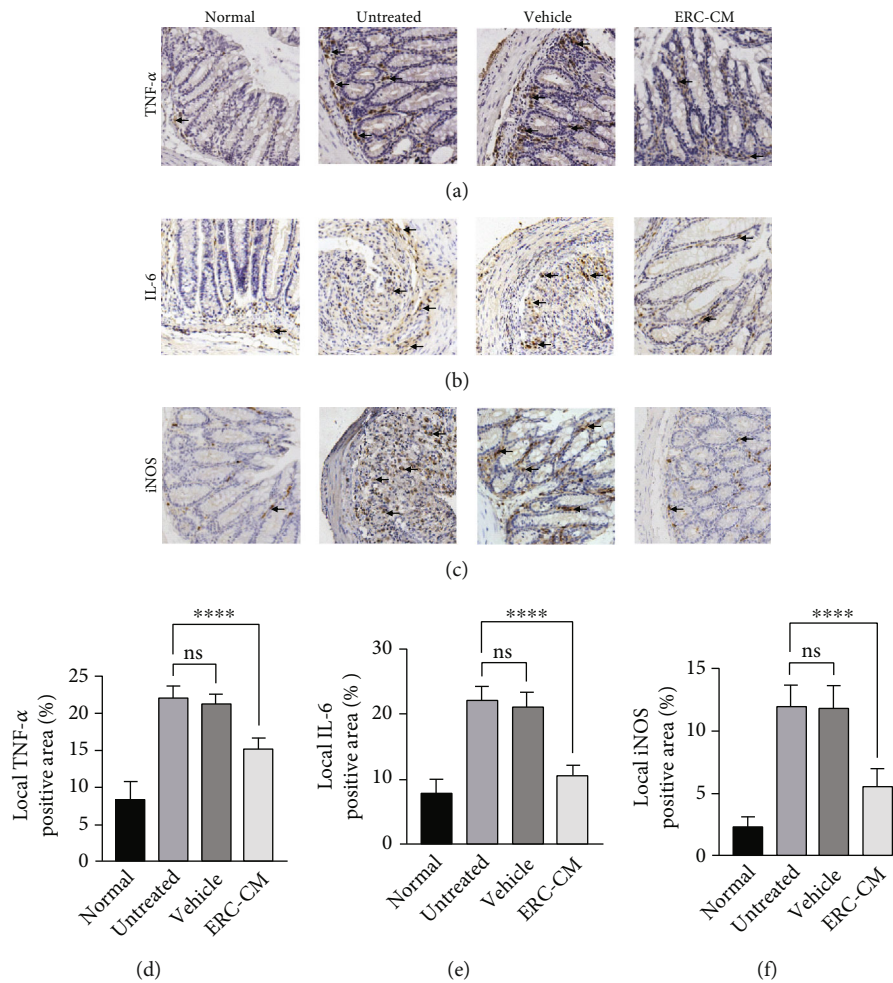 Normal Untreated Vehicle ERC-CM
TNF-α
(a)
IL-6
(b)
iNOS
(c)
Local TNF-α
positive area (%)
25
20
15
10
5
0
ns
****
Normal
Untreated
Vehicle
ERC-CM
(d)
Local IL-6
positive area (%)
30
20
10
0
ns
****
Normal
Untreated
Vehicle
ERC-CM
(e)
Local iNOS
positive area (%)
15
10
5
0
ns
****
Normal
Untreated
Vehicle
ERC-CM
(f)